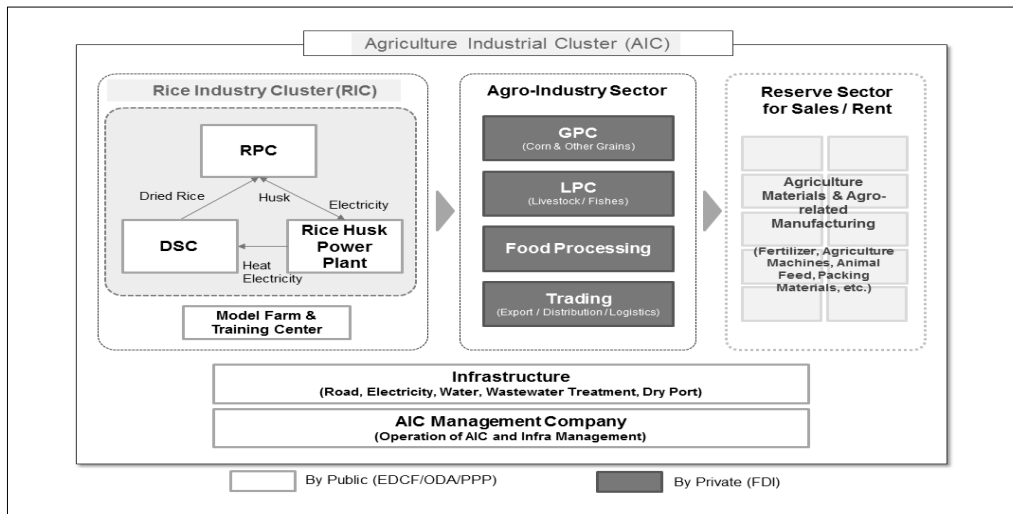 Agriculture Industrial Cluster (AIC)
Rice Industry Cluster (RIC)
RPC
Dried Rice
Husk
Electricity
DSC
Rice Husk
Power
Plant
Heat
Electricity
Model Farm &
Training Center
Agro-Industry Sector
GPC
(Corn & Other Grains)
LPC
(Livestock / Fishes)
Food Processing
Trading
(Export / Distribution / Logistics)
Reserve Sector
for Sales / Rent
Agriculture
Materials & Agro-
related
Manufacturing
(Fertilizer, Agriculture
Machines, Animal
Feed, Packing
Materials, etc.)
Infrastructure
(Road, Electricity, Water, Wastewater Treatment, Dry Port)
AIC Management Company
(Operation of AIC and Infra Management)
By Public (EDCF/ODA/PPP)
By Private (FDI)